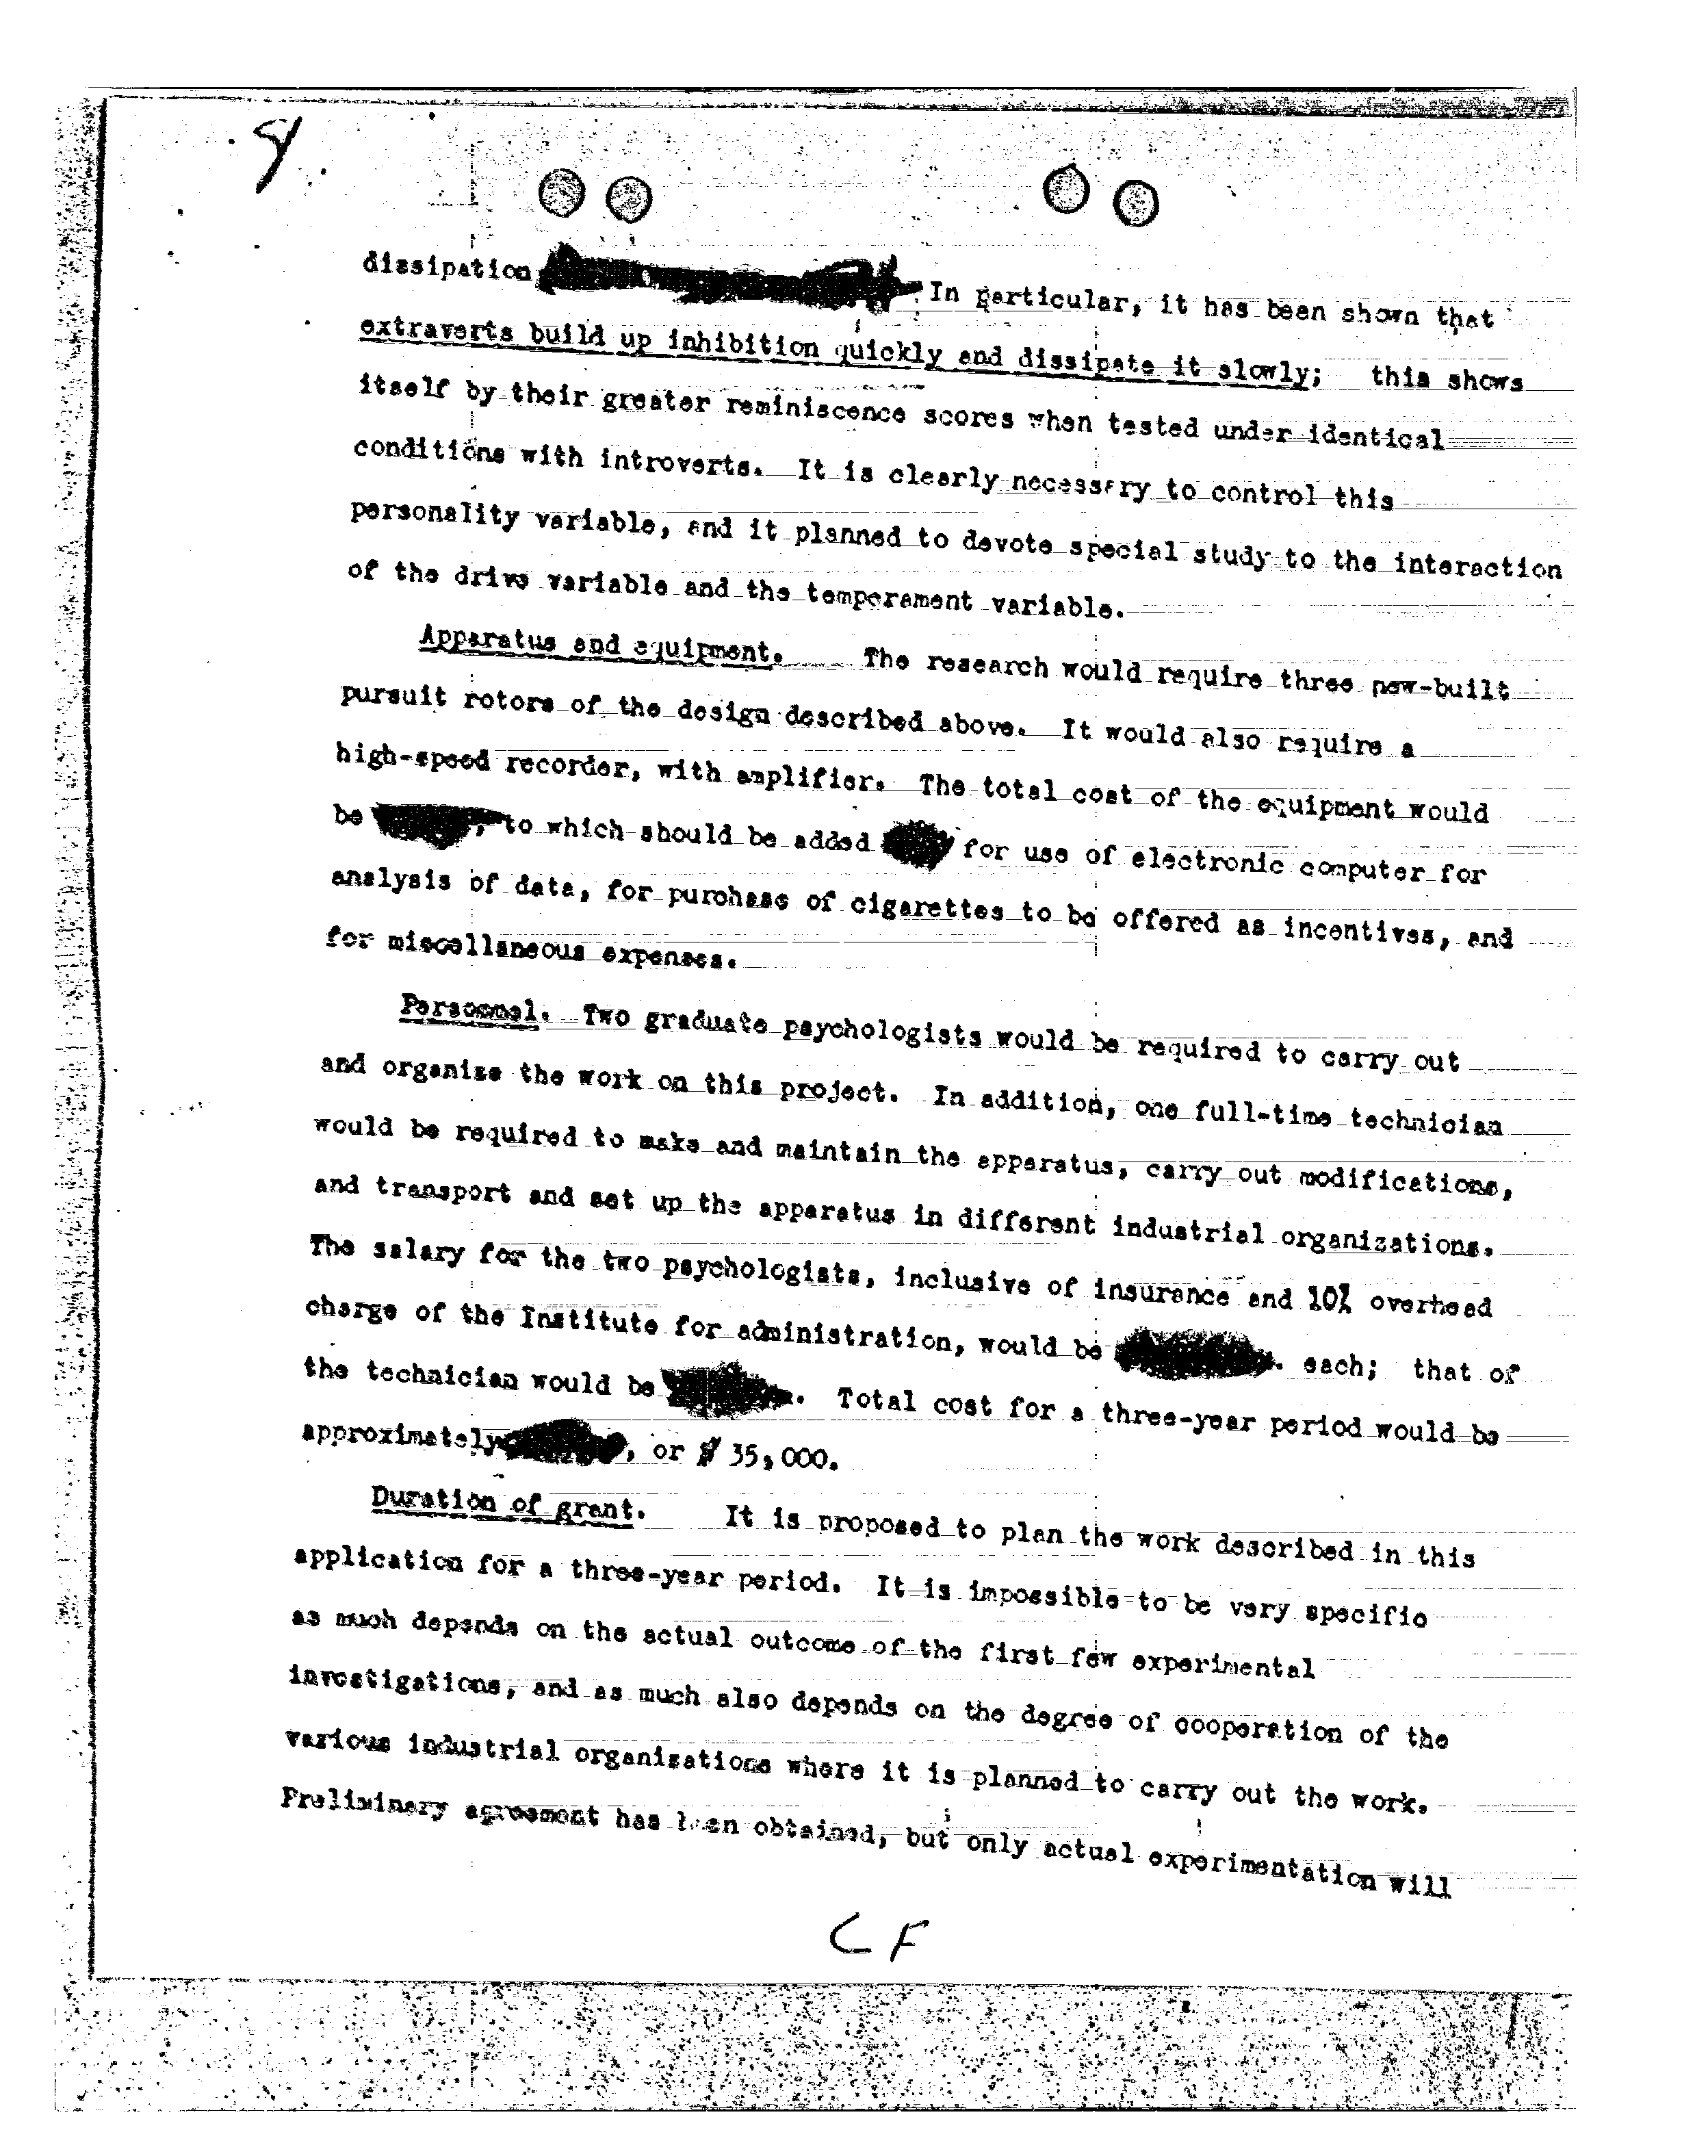 dissipation In particular, it has been shown that
extraverts build up inhibition quickly and dissipate it slowly; this shows
itself by their greater reminiscence scores when tested under identical
conditions with introverts. It is clearly necessary to control this
personality variable, and it planned to devote special study to the interaction
of the drive variable and the temperament variable.
Apparatus and equipment. The research would require three new-built
pursuit rotors of the design described above. It would also require a
high-speed recorder, with amplifier. The total cost of the equipment would
be , to which should be added for use of electronic computer for
analysis of data, for purchase of cigarettes to be offered as incentives, and
for miscellaneous expenses.
Personnel. Two graduate psychologists would be required to carry out
and organise the work on this project. In addition, one full-time technician
would be required to make and maintain the apparatus, carry out modifications,
and transport and set up the apparatus in different industrial organizations.
The salary for the two psychologists, inclusive of insurance and 10% overhead
charge of the Institute for administration, would be . each; that of
the technician would be . Total cost for a three-year period would be
approximately , or $ 35,000.
Duration of grant. It is proposed to plan the work described in this
application for a three-year period. It is impossible to be very specific
as much depends on the actual outcome of the first few experimental
investigations, and as much also depends on the degree of cooperation of the
various industrial organisations where it is planned to carry out the work.
Preliminary agreement has been obtained, but only actual experimentation will
CF